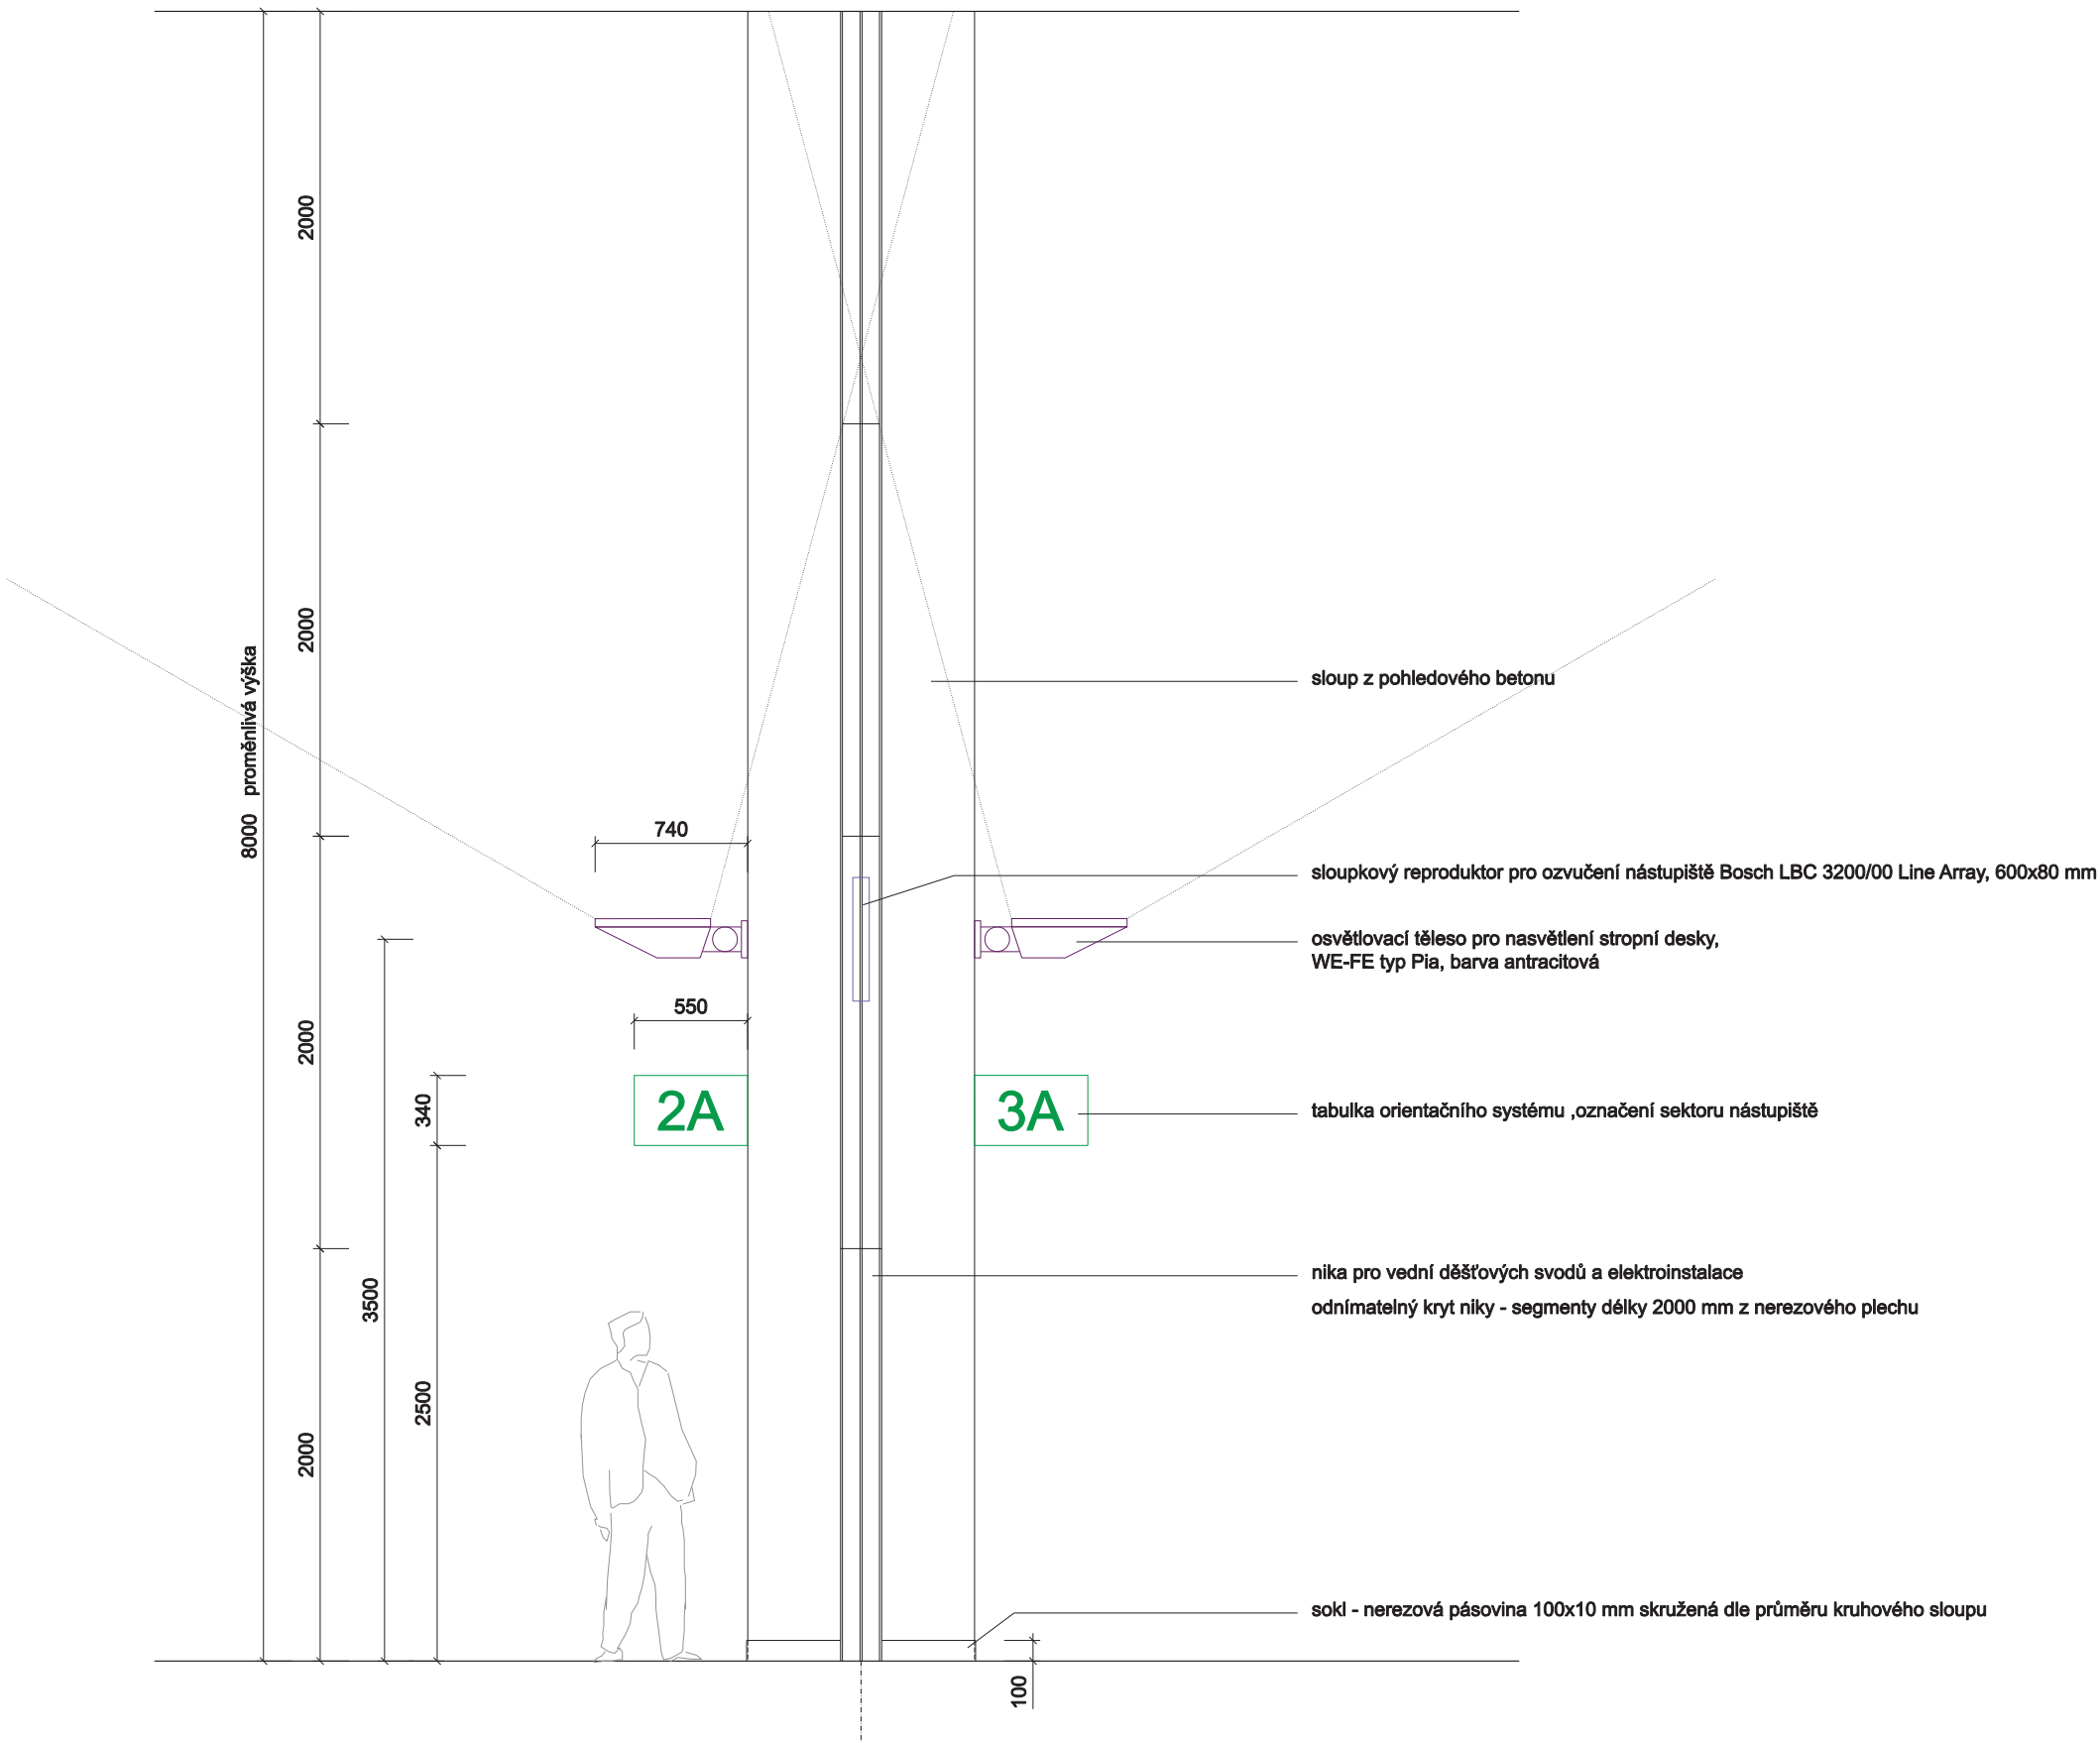 2000
2000
8000 proměnlivá výška
sloup z pohledového betonu
740
sloupkový reproduktor pro ozvučení nástupiště Bosch LBC 3200/00 Line Array, 600x80 mm
osvětlovací těleso pro nasvětlení stropní desky,
WE-FE typ Pia, barva antracitová
550
2000
340
2A
3A
tabulka orientačního systému ,označení sektoru nástupiště
3500
nika pro vední děšťových svodů a elektroinstalace
odnímatelný kryt niky - segmenty délky 2000 mm z nerezového plechu
2500
2000
sokl - nerezová pásovina 100x10 mm skružená dle průměru kruhového sloupu
100